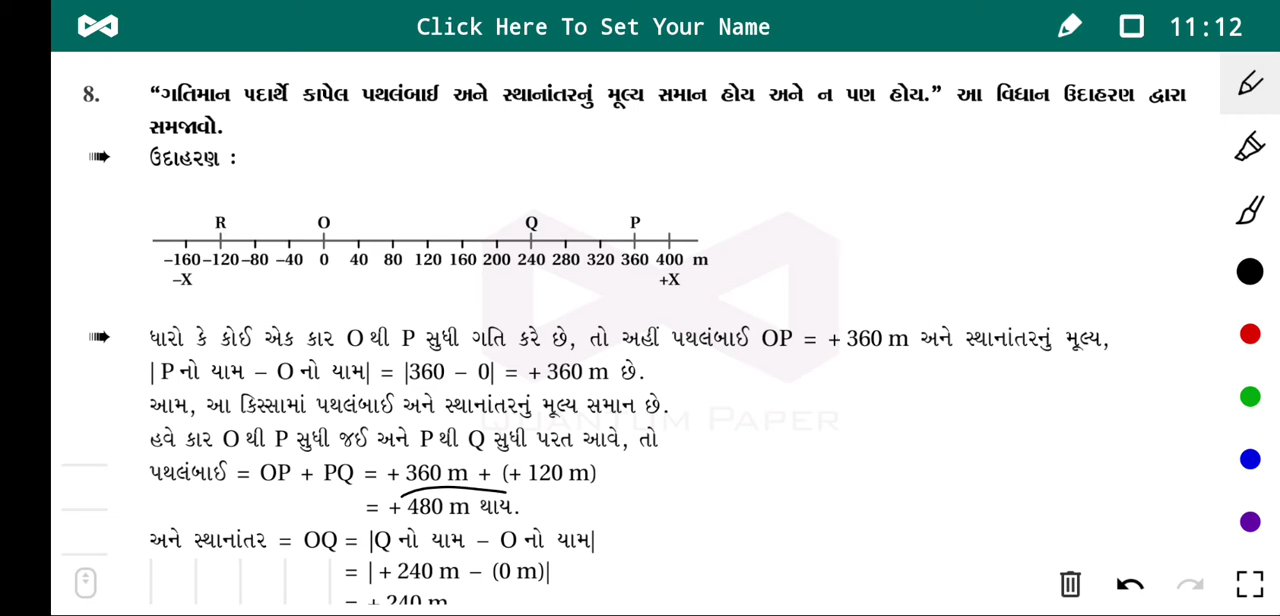 Click Here To Set Your Name
11:12
8. “ગતિમાન પદાર્થે કાપેલ પથલંબાઈ અને સ્થાનાંતરનું મૂલ્ય સમાન હોય અને ન પણ હોય.” આ વિધાન ઉદાહરણ દ્વારા
સમજાવો.
ઉદાહરણ :
R O Q P
−160 −120 −80 −40 0 40 80 120 160 200 240 280 320 360 400 m
−X +X
ધારો કે કોઈ એક કાર O થી P સુધી ગતિ કરે છે, તો અહીં પથલંબાઈ OP = + 360 m અને સ્થાનાંતરનું મૂલ્ય,
| P નો યામ − O નો યામ| = |360 − 0| = + 360 m છે.
આમ, આ કિસ્સામાં પથલંબાઈ અને સ્થાનાંતરનું મૂલ્ય સમાન છે.
QUANTUM PAPER
હવે કાર O થી P સુધી જઈ અને P થી Q સુધી પરત આવે, તો
પથલંબાઈ = OP + PQ = + 360 m + (+ 120 m)
= + 480 m થાય.
અને સ્થાનાંતર = OQ = |Q નો યામ − O નો યામ|
= | + 240 m − (0 m)|
= + 240 m